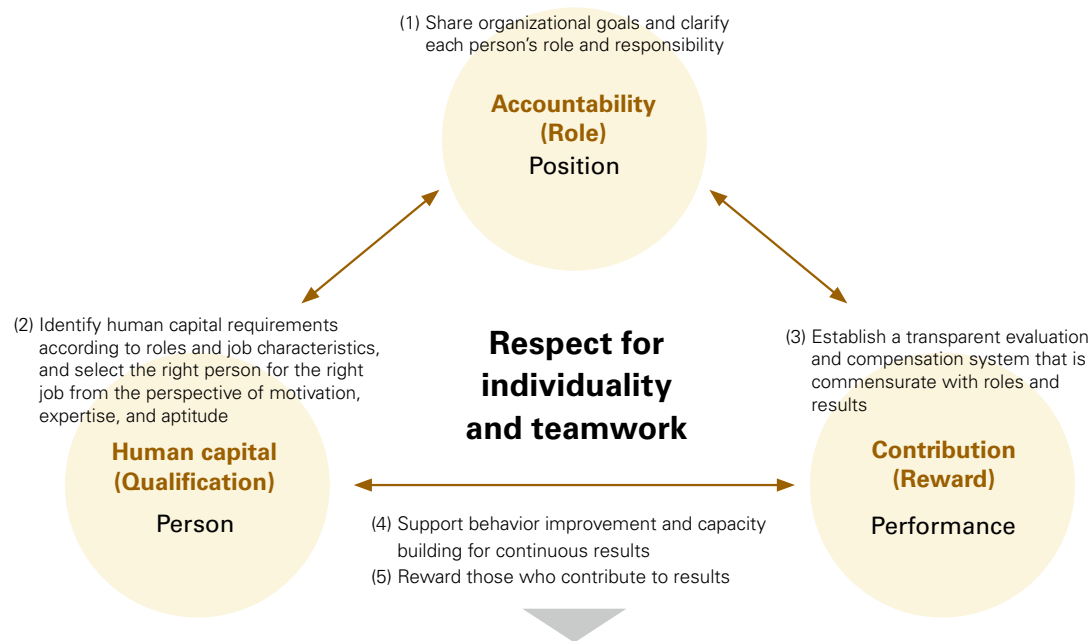 (1) Share organizational goals and clarify
each person’s role and responsibility
Accountability
(Role)
Position
(2) Identify human capital requirements
according to roles and job characteristics,
and select the right person for the right
job from the perspective of motivation,
expertise, and aptitude
Human capital
(Qualification)
Person
Respect for
individuality
and teamwork
(3) Establish a transparent evaluation
and compensation system that is
commensurate with roles and
results
Contribution
(Reward)
Performance
(4) Support behavior improvement and capacity
building for continuous results
(5) Reward those who contribute to results